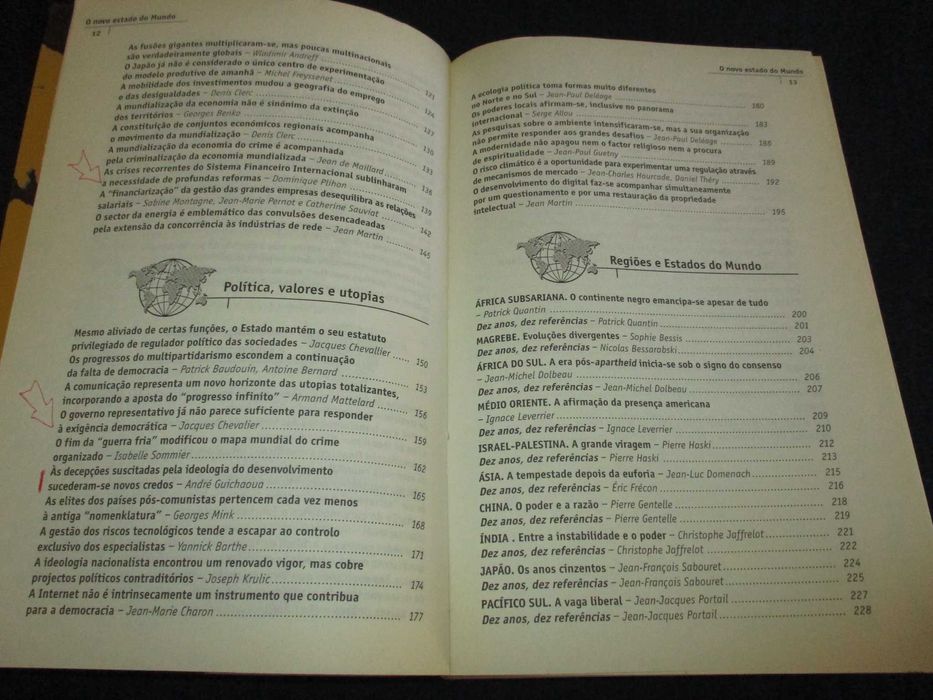 O novo estado do Mundo
12
As fusões gigantes multiplicaram-se, mas poucas multinacionais
são verdadeiramente globais – Wladimir Andreff
121
O Japão já não é considerado o único centro de experimentação
do modelo produtivo de amanhã – Michel Freyssenet
124
A mobilidade dos investimentos mudou a geografia do emprego
e das desigualdades – Denis Clerc
127
A mundialização da economia não é sinónimo da extinção
dos territórios – Georges Benko
130
A constituição de conjuntos económicos regionais acompanha
o movimento da mundialização – Denis Clerc
133
A mundialização da economia do crime é acompanhada
pela criminalização da economia mundializada – Jean de Maillard
136
As crises recorrentes do Sistema Financeiro Internacional sublinharam
a necessidade de profundas reformas – Dominique Plihon
139
A "financiarização" da gestão das grandes empresas desequilibra as relações
salariais – Sabine Montagne, Jean-Marie Pernot e Catherine Sauviat
142
O sector da energia é emblemático das convulsões desencadeadas
pela extensão da concorrência às indústrias de rede – Jean Martin
145
Política, valores e utopias
Mesmo aliviado de certas funções, o Estado mantém o seu estatuto
privilegiado de regulador político das sociedades – Jacques Chevallier ..... 150
Os progressos do multipartidarismo escondem a continuação
da falta de democracia – Patrick Baudouin, Antoine Bernard ..... 153
A comunicação representa um novo horizonte das utopias totalizantes,
incorporando a aposta do "progresso infinito" – Armand Mattelard ..... 156
O governo representativo já não parece suficiente para responder
à exigência democrática – Jacques Chevalier ..... 159
O fim da "guerra fria" modificou o mapa mundial do crime
organizado – Isabelle Sommier ..... 162
Às decepções suscitadas pela ideologia do desenvolvimento
sucederam-se novos credos – André Guichaoua ..... 165
As elites dos países pós-comunistas pertencem cada vez menos
à antiga "nomenklatura" – Georges Mink ..... 168
A gestão dos riscos tecnológicos tende a escapar ao controlo
exclusivo dos especialistas – Yannick Barthe ..... 171
A ideologia nacionalista encontrou um renovado vigor, mas cobre
projectos políticos contraditórios – Joseph Krulic ..... 174
A Internet não é intrinsecamente um instrumento que contribua
para a democracia – Jean-Marie Charon ..... 177
O novo estado do Mundo
13
A ecologia política toma formas muito diferentes
no Norte e no Sul – Jean-Paul Deléage ..... 180
Os poderes locais afirmam-se, inclusive no panorama
internacional – Serge Allou ..... 183
As pesquisas sobre o ambiente intensificaram-se, mas a sua organização
não permite responder aos grandes desafios – Jean-Paul Deléage ..... 186
A modernidade não apagou nem o factor religioso nem a procura
de espiritualidade – Jean-Paul Guetny ..... 189
O risco climático é a oportunidade para experimentar uma regulação através
de mecanismos de mercado – Jean-Charles Hourcade, Daniel Théry ..... 192
O desenvolvimento do digital faz-se acompanhar simultaneamente
por um questionamento e por uma restauração da propriedade
intelectual – Jean Martin ..... 195
Regiões e Estados do Mundo
ÁFRICA SUBSARIANA. O continente negro emancipa-se apesar de tudo
– Patrick Quantin ..... 200
Dez anos, dez referências – Patrick Quantin ..... 201
MAGREBE. Evoluções divergentes – Sophie Bessis ..... 203
Dez anos, dez referências – Nicolas Bessarabski ..... 204
ÁFRICA DO SUL. A era pós-apartheid inicia-se sob o signo do consenso
– Jean-Michel Dolbeau ..... 206
Dez anos, dez referências – Jean-Michel Dolbeau ..... 207
MÉDIO ORIENTE. A afirmação da presença americana
– Ignace Leverrier ..... 209
Dez anos, dez referências – Ignace Leverrier ..... 210
ISRAEL-PALESTINA. A grande viragem – Pierre Haski ..... 212
Dez anos, dez referências – Pierre Haski ..... 213
ÁSIA. A tempestade depois da euforia – Jean-Luc Domenach ..... 215
Dez anos, dez referências – Éric Frécon ..... 216
CHINA. O poder e a razão – Pierre Gentelle ..... 218
Dez anos, dez referências – Pierre Gentelle ..... 219
ÍNDIA . Entre a instabilidade e o poder – Christophe Jaffrelot ..... 221
Dez anos, dez referências – Christophe Jaffrelot ..... 222
JAPÃO. Os anos cinzentos – Jean-François Sabouret ..... 224
Dez anos, dez referências – Jean-François Sabouret ..... 225
PACÍFICO SUL. A vaga liberal – Jean-Jacques Portail ..... 227
Dez anos, dez referências – Jean-Jacques Portail ..... 228